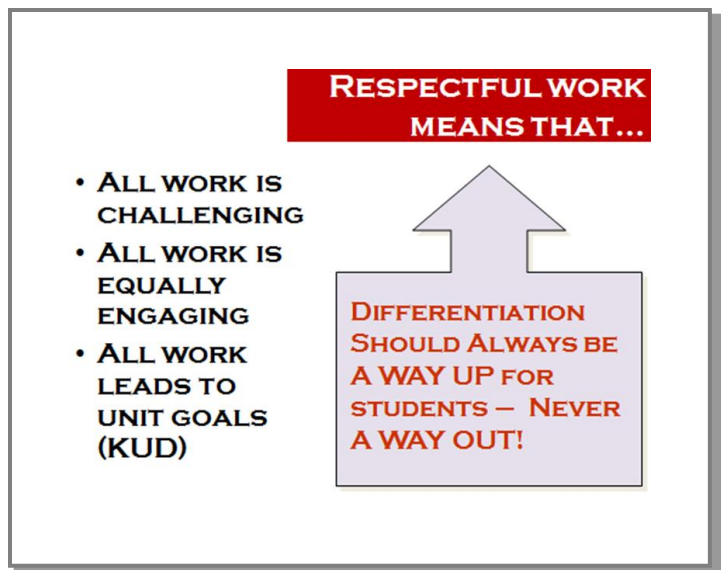 Respectful work
means that...
• All work is
challenging
• All work is
equally
engaging
• All work
leads to
unit goals
(KUD)
Differentiation
Should Always be
a way up for
students – Never
a way out!